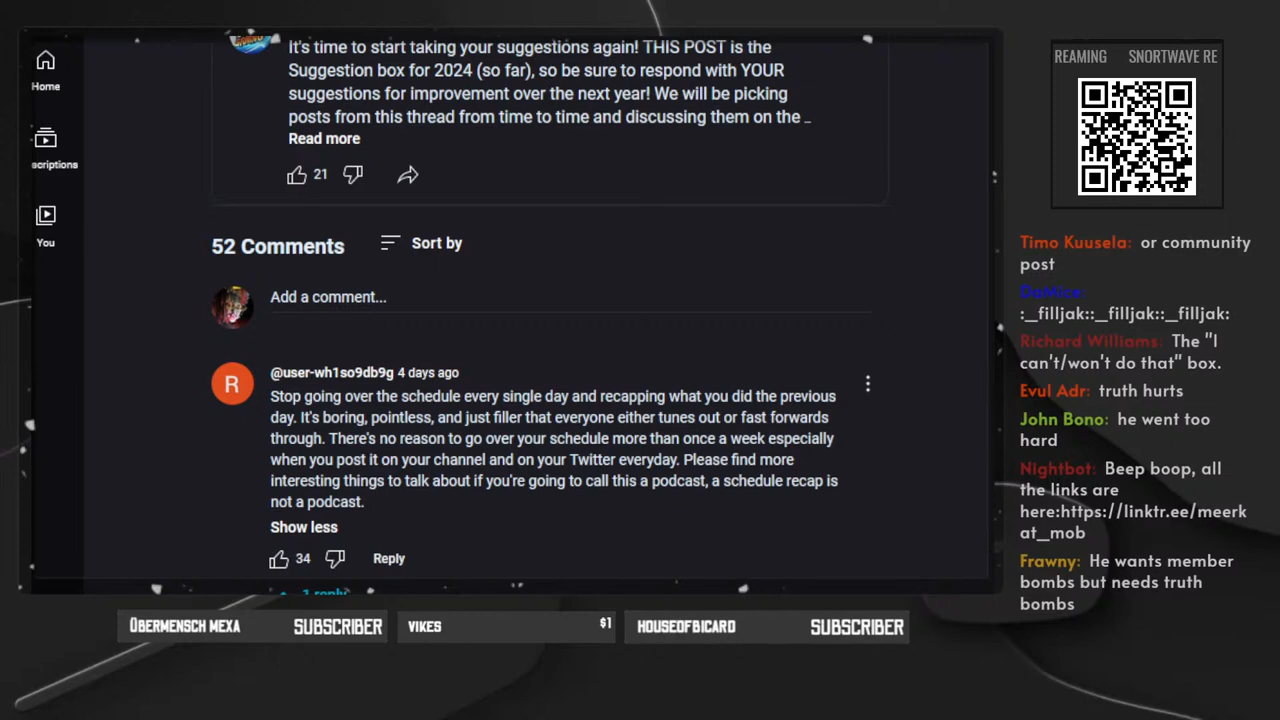 Home
scriptions
You
It's time to start taking your suggestions again! THIS POST is the
Suggestion box for 2024 (so far), so be sure to respond with YOUR
suggestions for improvement over the next year! We will be picking
posts from this thread from time to time and discussing them on the ...
Read more
21
52 Comments
Sort by
Add a comment...
R
@user-wh1so9db9g 4 days ago
Stop going over the schedule every single day and recapping what you did the previous
day. It's boring, pointless, and just filler that everyone either tunes out or fast forwards
through. There's no reason to go over your schedule more than once a week especially
when you post it on your channel and on your Twitter everyday. Please find more
interesting things to talk about if you're going to call this a podcast, a schedule recap is
not a podcast.
Show less
34
Reply
1 reply
REAMING SNORTWAVE RE
Timo Kuusela: or community
post
DaMice:
:_filljak::_filljak::_filljak:
Richard Williams: The "I
can't/won't do that" box.
Evul Adr: truth hurts
John Bono: he went too
hard
Nightbot: Beep boop, all
the links are
here:https://linktr.ee/meerk
at_mob
Frawny: He wants member
bombs but needs truth
bombs
ÜBERMENSCH MEXA SUBSCRIBER
VIKES $1
HOUSEOFBICARD SUBSCRIBER